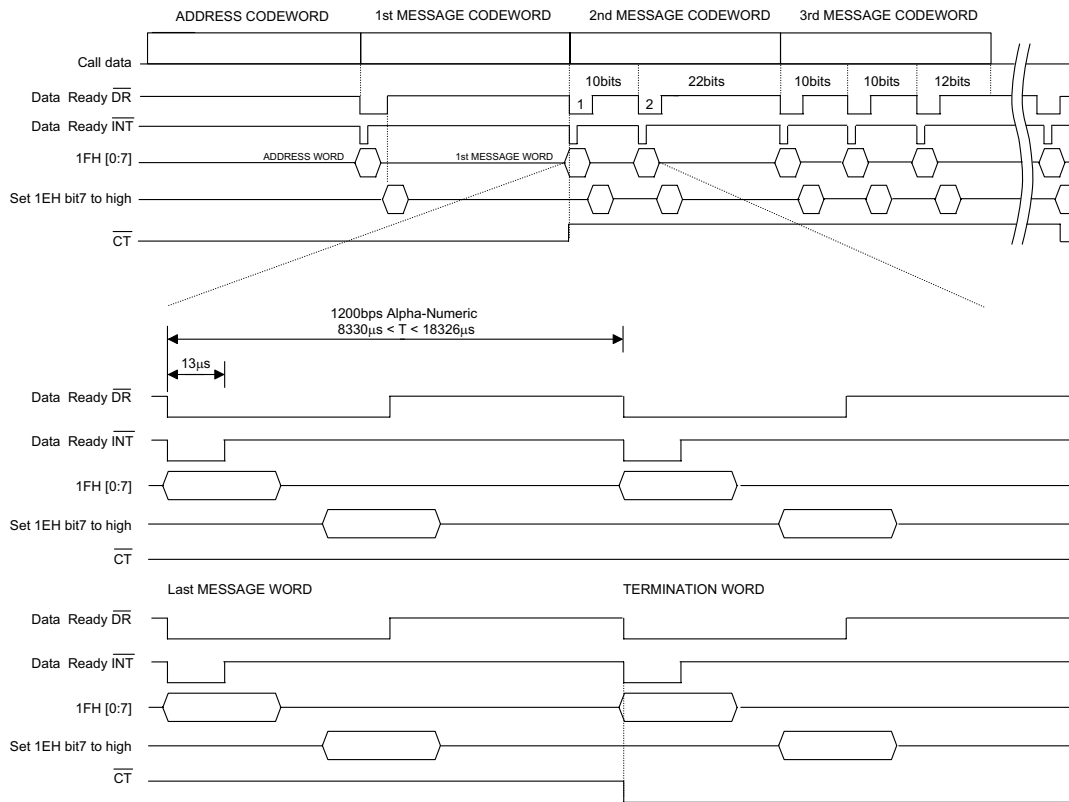 ADDRESS CODEWORD 1st MESSAGE CODEWORD 2nd MESSAGE CODEWORD 3rd MESSAGE CODEWORD
Call data
10bits 22bits 10bits 10bits 12bits
Data Ready DR 1 2
Data Ready INT
1FH [0:7] ADDRESS WORD 1st MESSAGE WORD
Set 1EH bit7 to high
CT
1200bps Alpha-Numeric
8330μs < T < 18326μs
13μs
Data Ready DR
Data Ready INT
1FH [0:7]
Set 1EH bit7 to high
CT
Last MESSAGE WORD TERMINATION WORD
Data Ready DR
Data Ready INT
1FH [0:7]
Set 1EH bit7 to high
CT